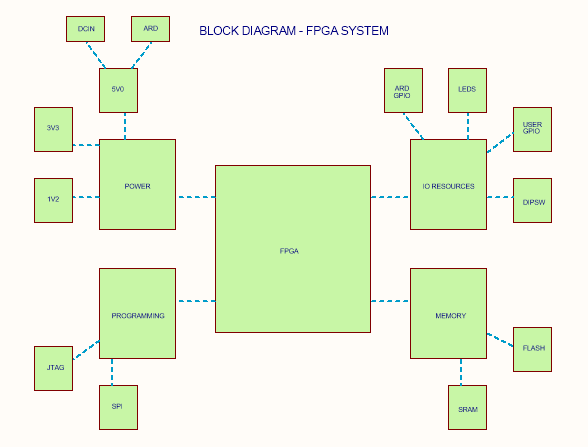 DCIN
ARD
BLOCK DIAGRAM - FPGA SYSTEM
5V0
ARD
GPIO
LEDS
3V3
USER
GPIO
POWER
IO RESOURCES
1V2
DIPSW
FPGA
PROGRAMMING
MEMORY
FLASH
JTAG
SPI
SRAM